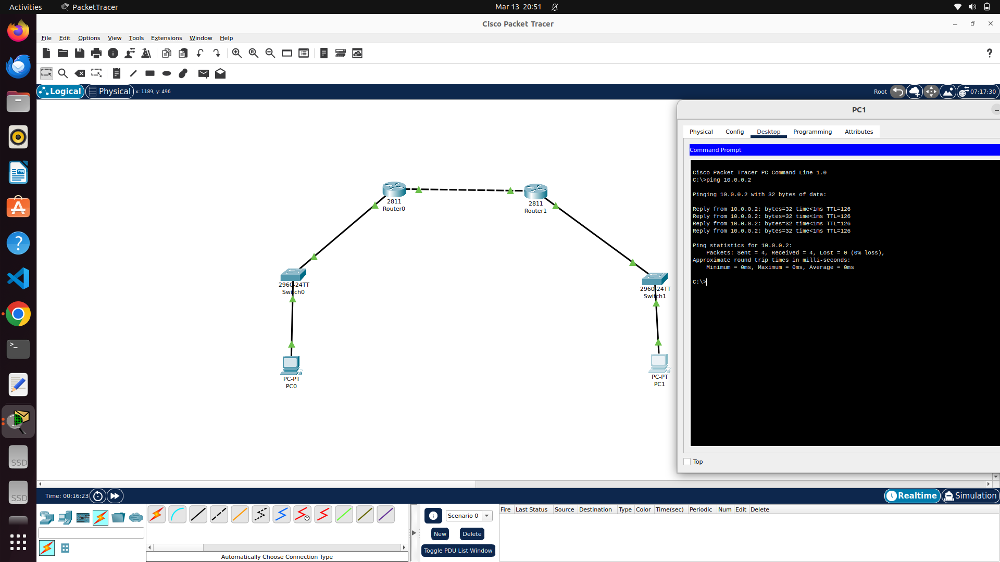 Activities
PacketTracer
Mar 13 20:51
Cisco Packet Tracer
File Edit Options View Tools Extensions Window Help
?
Logical
Physical
x: 1189, y: 496
Root
07:17:30
PC1
Physical Config Desktop Programming Attributes
Command Prompt
Cisco Packet Tracer PC Command Line 1.0
C:\>ping 10.0.0.2
Pinging 10.0.0.2 with 32 bytes of data:
Reply from 10.0.0.2: bytes=32 time<1ms TTL=126
Reply from 10.0.0.2: bytes=32 time<1ms TTL=126
Reply from 10.0.0.2: bytes=32 time<1ms TTL=126
Reply from 10.0.0.2: bytes=32 time<1ms TTL=126
Ping statistics for 10.0.0.2:
Packets: Sent = 4, Received = 4, Lost = 0 (0% loss),
Approximate round trip times in milli-seconds:
Minimum = 0ms, Maximum = 0ms, Average = 0ms
C:\>
Top
2811
Router0
2811
Router1
2960-24TT
Switch0
2960-24TT
Switch1
PC-PT
PC0
PC-PT
PC1
SSD
SSD
Time: 00:16:23
Realtime
Simulation
Automatically Choose Connection Type
Scenario 0
New
Delete
Toggle PDU List Window
Fire Last Status Source Destination Type Color Time(sec) Periodic Num Edit Delete